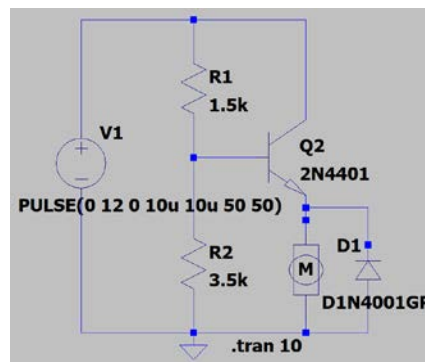 R1
1.5k
V1
Q2
2N4401
PULSE(0 12 0 10u 10u 50 50)
R2
3.5k
D1
M
D1N4001GP
.tran 10